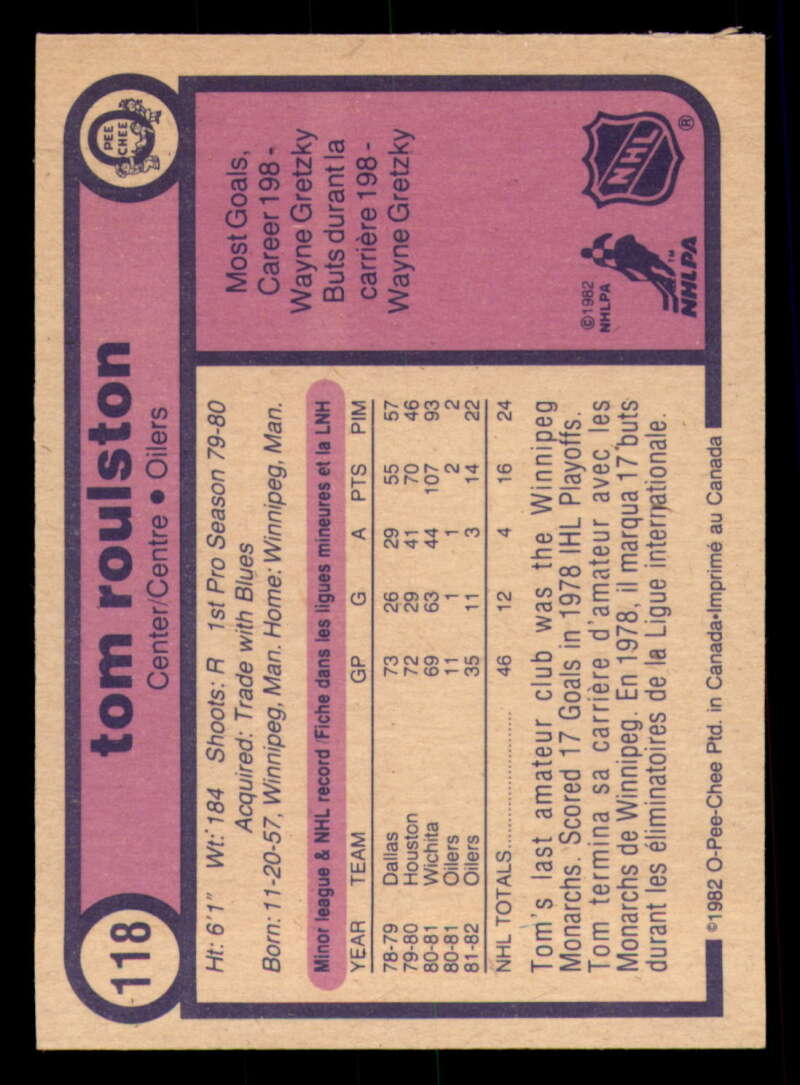 118
tom roulston
Center/Centre • Oilers
O
PEE
CHEE
Ht: 6'1" Wt: 184 Shoots: R 1st Pro Season 79-80
Acquired: Trade with Blues
Born: 11-20-57, Winnipeg, Man. Home: Winnipeg, Man.
Minor league & NHL record/Fiche dans les ligues mineures et la LNH
YEAR TEAM GP G A PTS PIM
78-79 Dallas 73 26 29 55 57
79-80 Houston 72 29 41 70 46
80-81 Wichita 69 63 44 107 93
80-81 Oilers 11 1 1 2 2
81-82 Oilers 35 11 3 14 22
NHL TOTALS.................... 46 12 4 16 24
Tom's last amateur club was the Winnipeg
Monarchs. Scored 17 Goals in 1978 IHL Playoffs.
Tom termina sa carrière d'amateur avec les
Monarchs de Winnipeg. En 1978, il marqua 17 buts
durant les éliminatoires de la Ligue internationale.
Most Goals,
Career 198 -
Wayne Gretzky
Buts durant la
carrière 198 -
Wayne Gretzky
©1982
NHLPA
NHLPA™
NHL®
©1982 O-Pee-Chee Ptd. in Canada•Imprimé au Canada